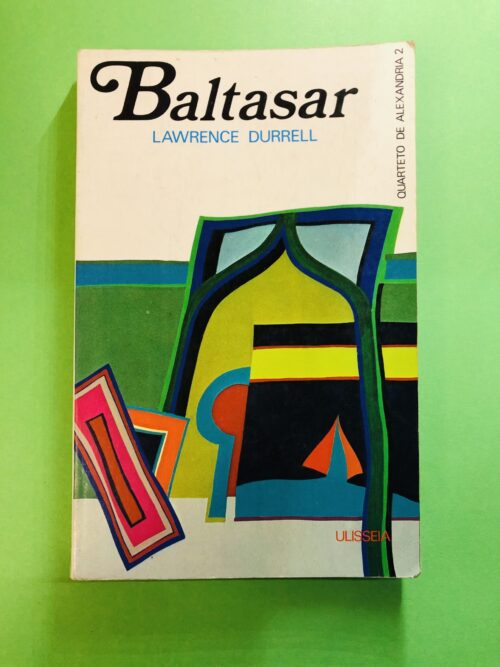 Baltasar
LAWRENCE DURRELL
QUARTETO DE ALEXANDRIA 2
ULISSEIA